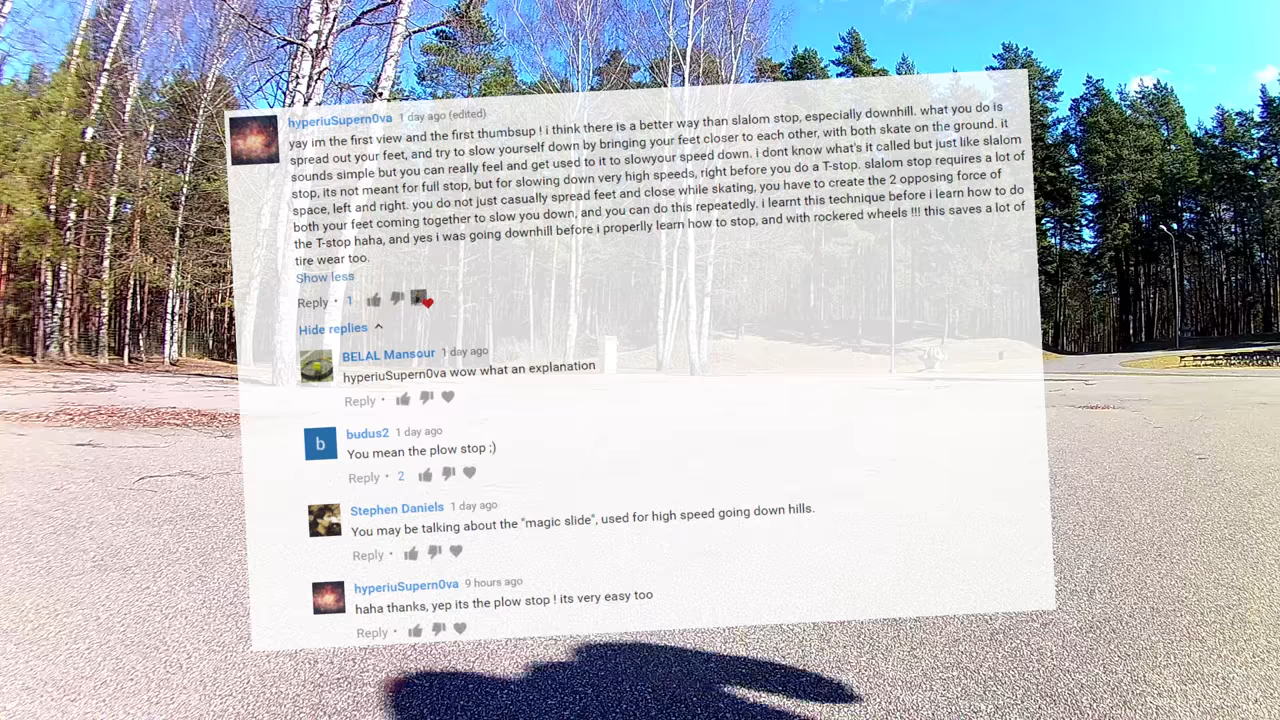 hyperiuSupern0va 1 day ago (edited)
yay im the first view and the first thumbsup ! i think there is a better way than slalom stop, especially downhill. what you do is
spread out your feet, and try to slow yourself down by bringing your feet closer to each other, with both skate on the ground. it
sounds simple but you can really feel and get used to it to slowyour speed down. i dont know what's it called but just like slalom
stop, its not meant for full stop, but for slowing down very high speeds, right before you do a T-stop. slalom stop requires a lot of
space, left and right. you do not just casually spread feet and close while skating, you have to create the 2 opposing force of
both your feet coming together to slow you down, and you can do this repeatedly. i learnt this technique before i learn how to do
the T-stop haha, and yes i was going downhill before i properlly learn how to stop, and with rockered wheels !!! this saves a lot of
tire wear too.
Show less
Reply • 1
Hide replies
BELAL Mansour 1 day ago
hyperiuSupern0va wow what an explanation
Reply •
b
budus2 1 day ago
You mean the plow stop ;)
Reply • 2
Stephen Daniels 1 day ago
You may be talking about the "magic slide", used for high speed going down hills.
Reply •
hyperiuSupern0va 9 hours ago
haha thanks, yep its the plow stop ! its very easy too
Reply •